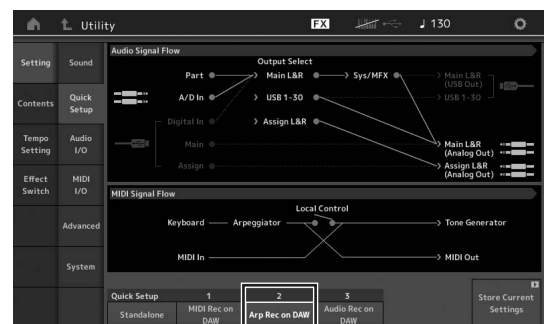 Utility
FX
130
Setting
Sound
Contents
Quick
Setup
Tempo
Setting
Audio
I/O
Effect
Switch
MIDI
I/O
Advanced
System
Audio Signal Flow
Output Select
Part
Main L&R
Sys/MFX
Main L&R
(USB Out)
A/D In
USB 1-30
USB 1-30
Digital In
Assign L&R
Main
Main L&R
(Analog Out)
Assign
Assign L&R
(Analog Out)
MIDI Signal Flow
Local Control
Keyboard
Arpeggiator
Tone Generator
MIDI In
MIDI Out
Quick Setup
1
2
3
Standalone
MIDI Rec on
DAW
Arp Rec on DAW
Audio Rec on
DAW
Store Current
Settings